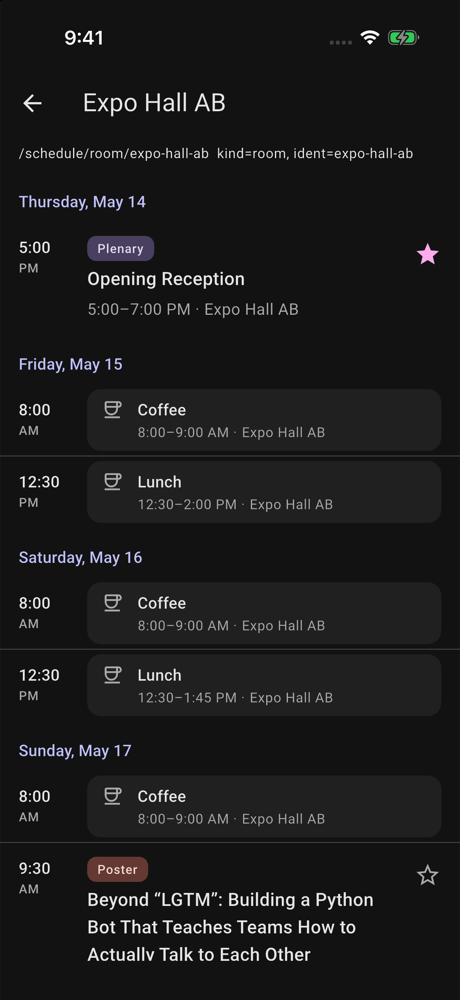 9:41
Expo Hall AB
/schedule/room/expo-hall-ab kind=room, ident=expo-hall-ab
Thursday, May 14
5:00
PM
Plenary
Opening Reception
5:00–7:00 PM · Expo Hall AB
Friday, May 15
8:00
AM
Coffee
8:00–9:00 AM · Expo Hall AB
12:30
PM
Lunch
12:30–2:00 PM · Expo Hall AB
Saturday, May 16
8:00
AM
Coffee
8:00–9:00 AM · Expo Hall AB
12:30
PM
Lunch
12:30–1:45 PM · Expo Hall AB
Sunday, May 17
8:00
AM
Coffee
8:00–9:00 AM · Expo Hall AB
9:30
AM
Poster
Beyond “LGTM”: Building a Python
Bot That Teaches Teams How to
Actually Talk to Each Other